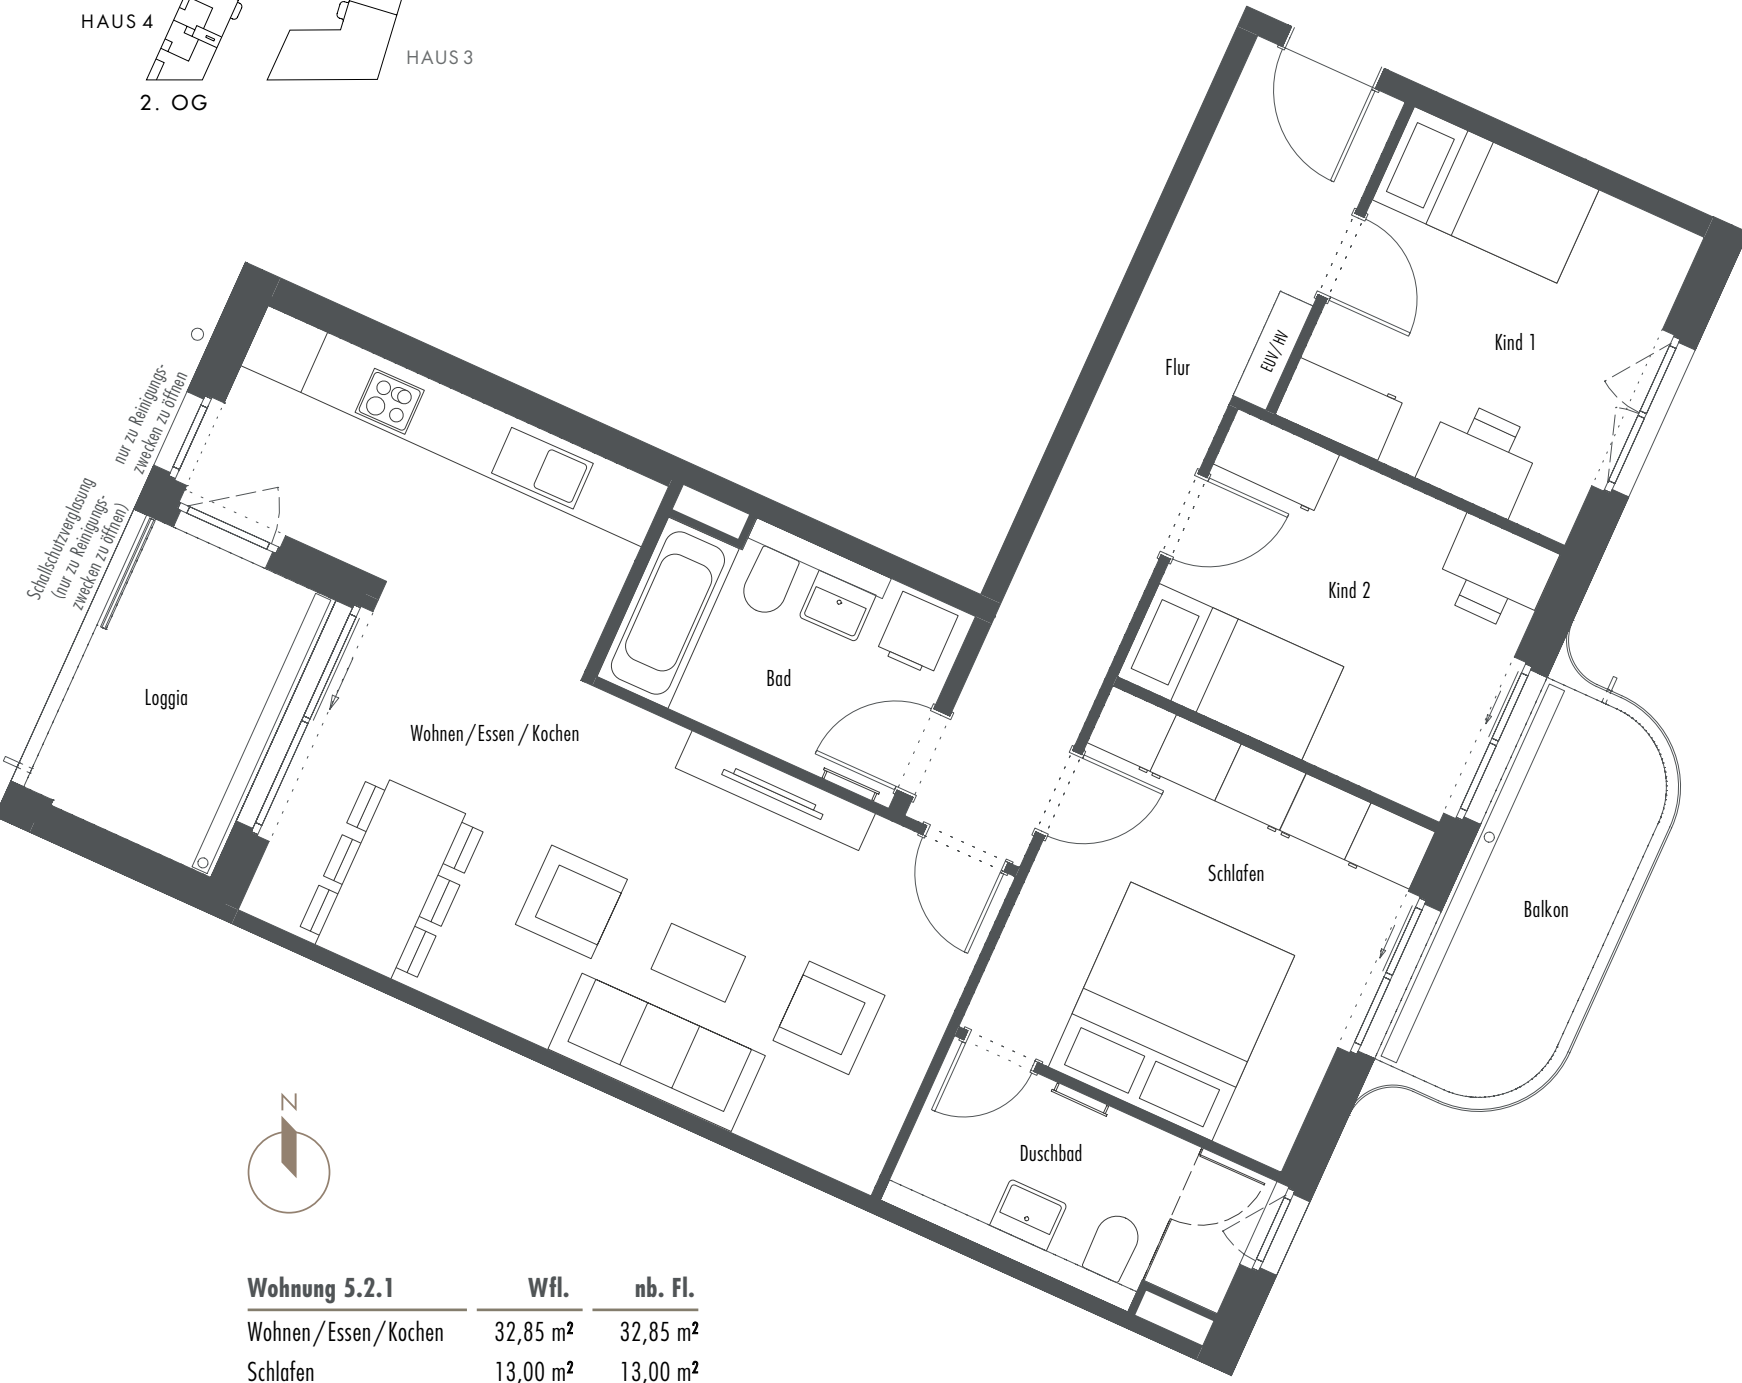 HAUS 4
HAUS 3
2. OG
Kind 1
Flur
EUV/HV
nur zu Reinigungs-
zwecken zu öffnen
Schallschutzverglasung
(nur zu Reinigungs-
zwecken zu öffnen)
Kind 2
Bad
Loggia
Wohnen/Essen/Kochen
Schlafen
Balkon
N
Duschbad
Wohnung 5.2.1 Wfl. nb. Fl.
Wohnen/Essen/Kochen 32,85 m² 32,85 m²
Schlafen 13,00 m² 13,00 m²